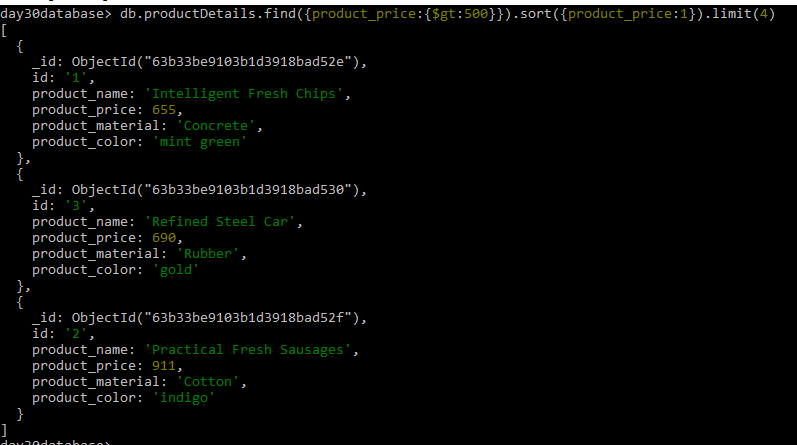 day30database> db.productDetails.find({product_price:{$gt:500}}).sort({product_price:1}).limit(4)
[
  {
    _id: ObjectId("63b33be9103b1d3918bad52e"),
    id: '1',
    product_name: 'Intelligent Fresh Chips',
    product_price: 655,
    product_material: 'Concrete',
    product_color: 'mint green'
  },
  {
    _id: ObjectId("63b33be9103b1d3918bad530"),
    id: '3',
    product_name: 'Refined Steel Car',
    product_price: 690,
    product_material: 'Rubber',
    product_color: 'gold'
  },
  {
    _id: ObjectId("63b33be9103b1d3918bad52f"),
    id: '2',
    product_name: 'Practical Fresh Sausages',
    product_price: 911,
    product_material: 'Cotton',
    product_color: 'indigo'
  }
]
day30database>